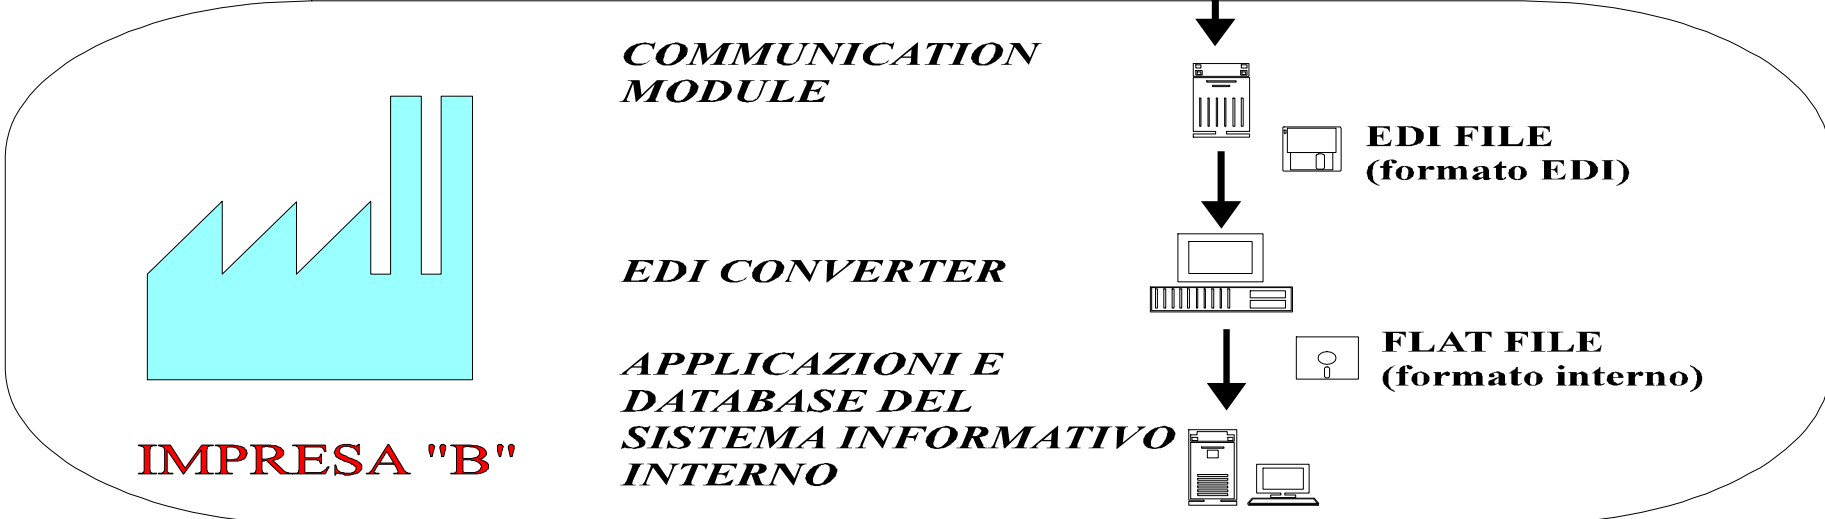 COMMUNICATION
MODULE
EDI FILE
(formato EDI)
EDI CONVERTER
FLAT FILE
(formato interno)
APPLICAZIONI E
DATABASE DEL
SISTEMA INFORMATIVO
INTERNO
IMPRESA "B"